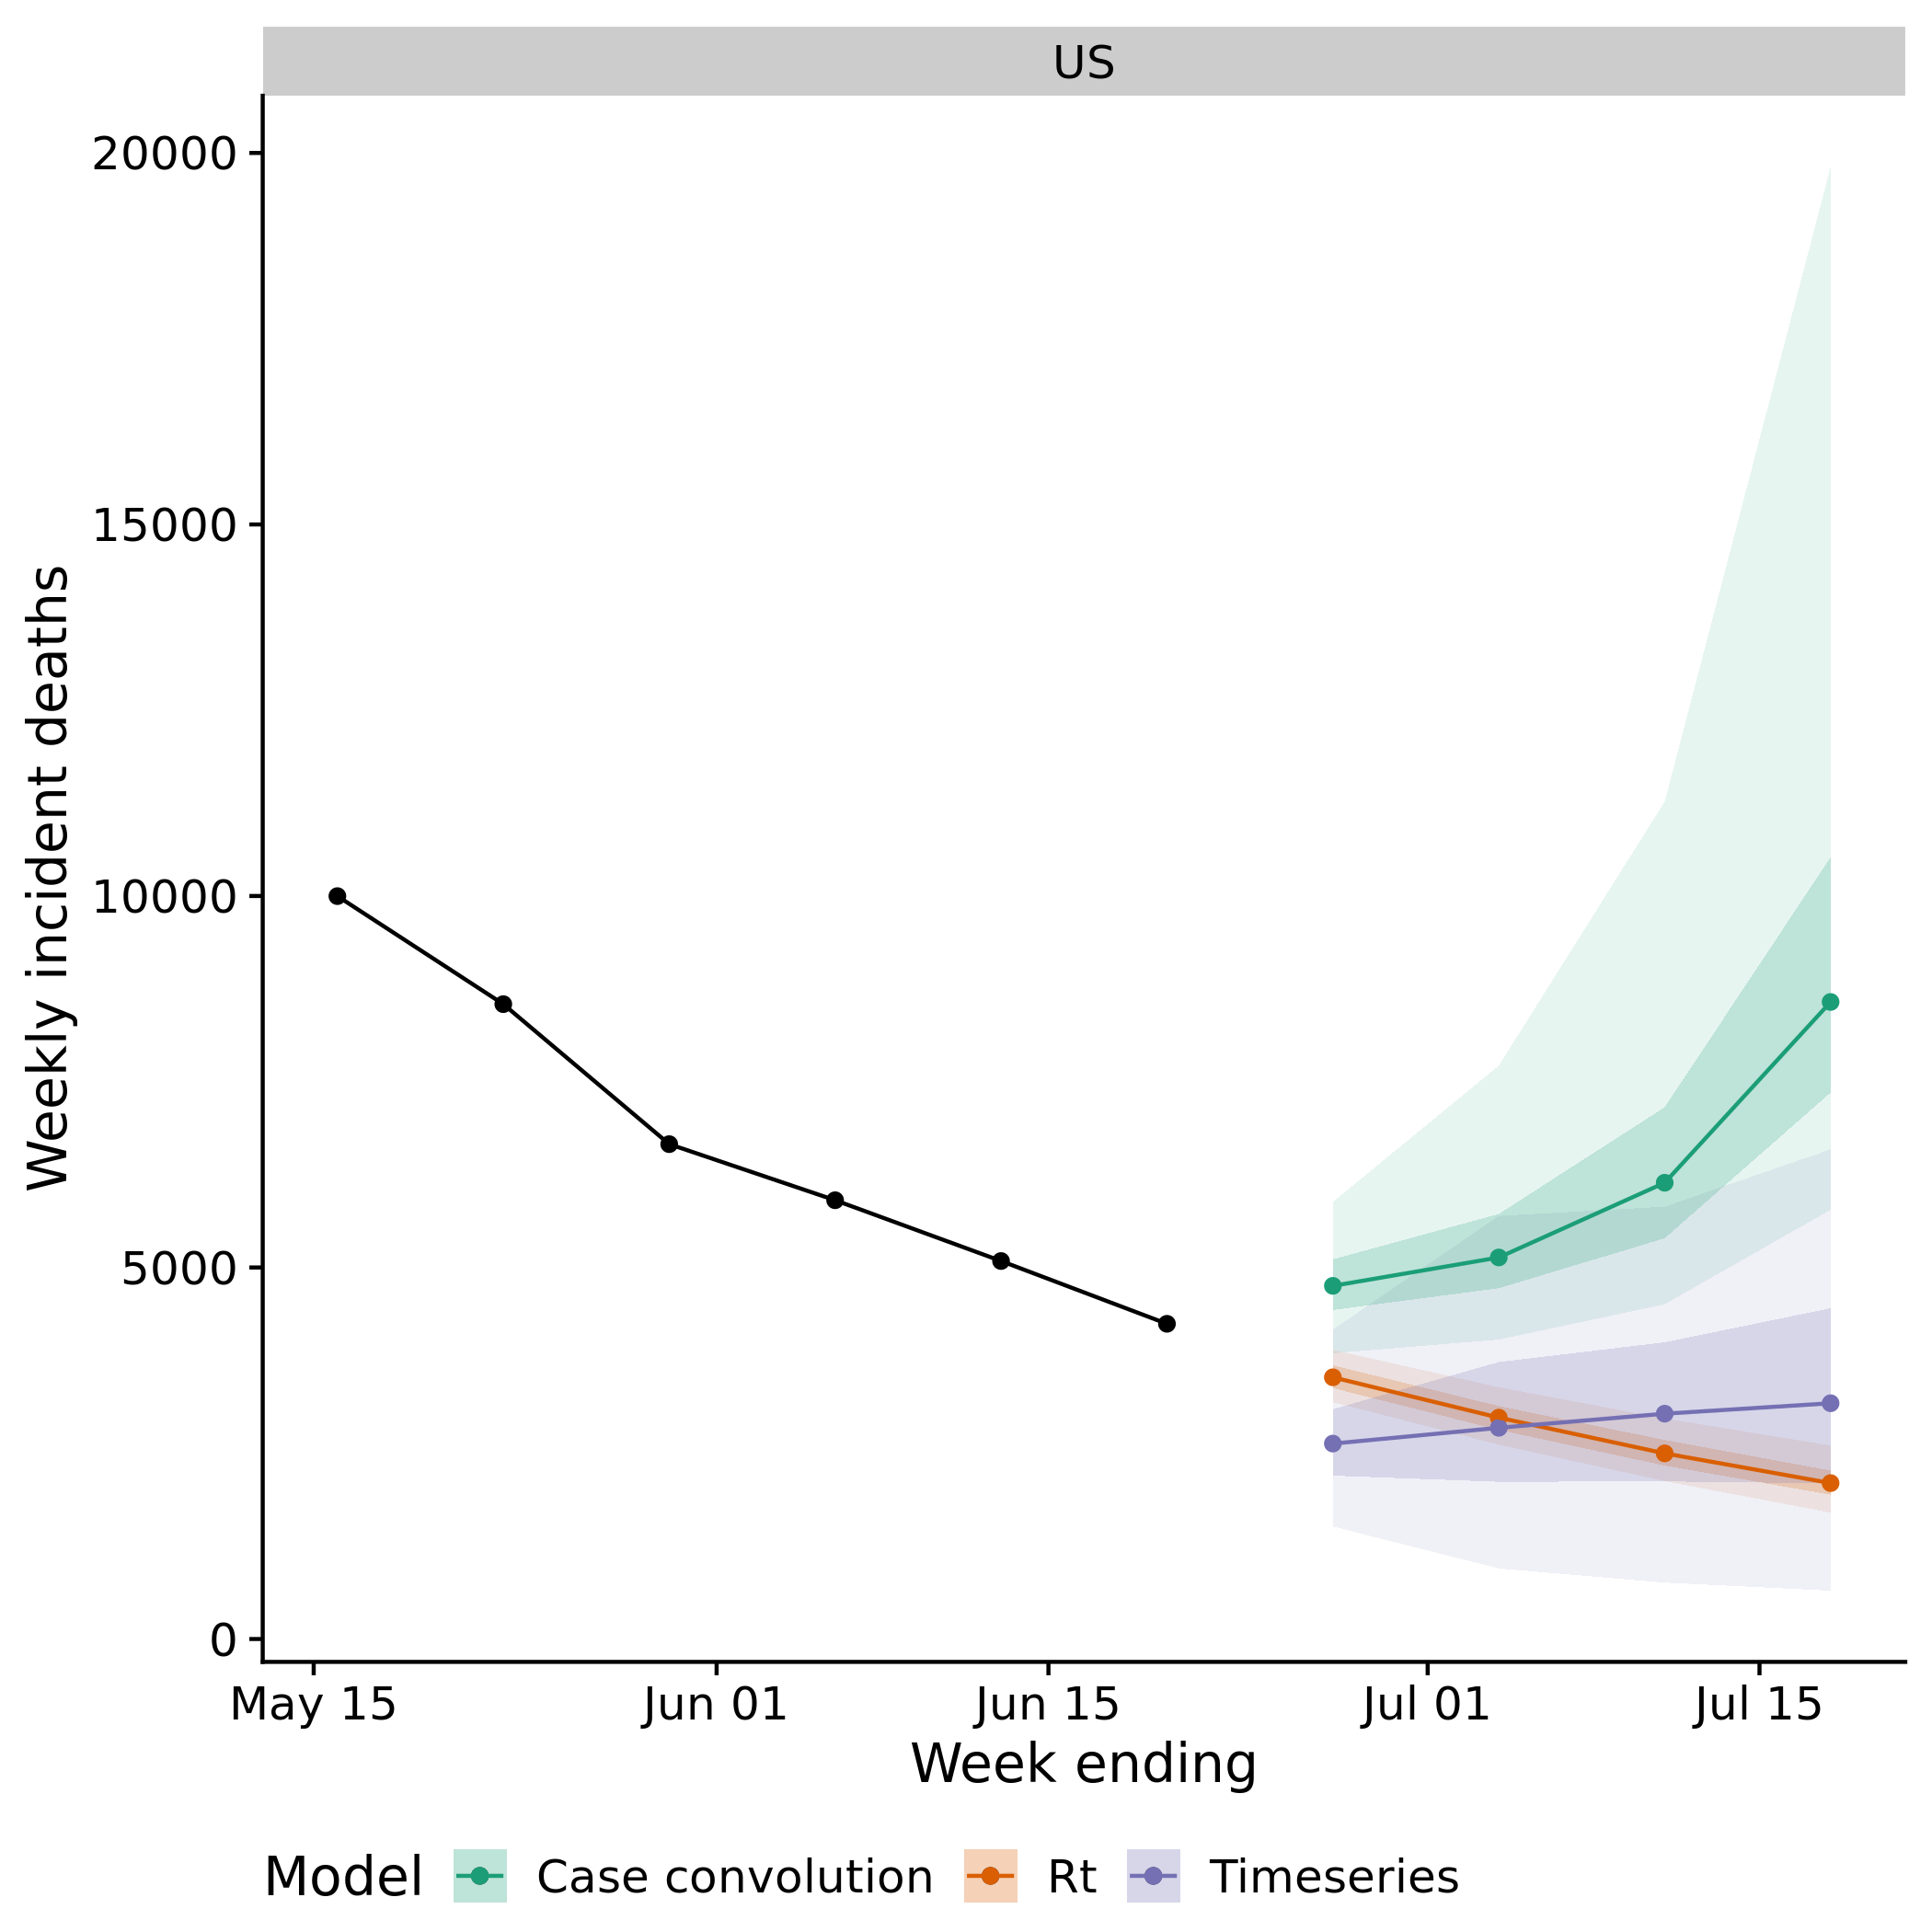 US
20000
15000
10000
5000
0
Weekly incident deaths
May 15 Jun 01 Jun 15 Jul 01 Jul 15
Week ending
Model Case convolution Rt Timeseries